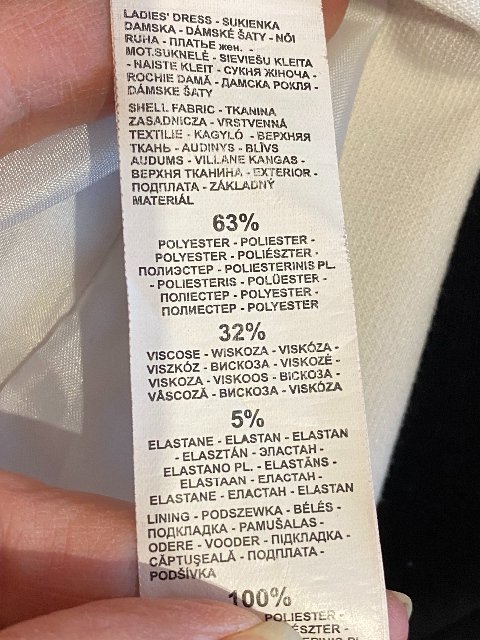 LADIES' DRESS - SUKIENKA
DAMSKA - DÁMSKÉ ŠATY - NŐI
RUHA - ПЛАТЬЕ жен. -
MOT.SUKNELĖ - SIEVIEŠU KLEITA
- NAISTE KLEIT - СУКНЯ ЖІНОЧА -
ROCHIE DAMĂ - ДАМСКА РОКЛЯ -
DÁMSKE ŠATY
SHELL FABRIC - TKANINA
ZASADNICZA - VRSTVENNÁ
TEXTILIE - KAGYLÓ - ВЕРХНЯЯ
ТКАНЬ - AUDINYS - BLĪVS
AUDUMS - VILLANE KANGAS -
ВЕРХНЯ ТКАНИНА - EXTERIOR -
ПОДПЛАТА - ZÁKLADNÝ
MATERIÁL
63%
POLYESTER - POLIESTER -
POLYESTER - POLIÉSZTER -
ПОЛИЭСТЕР - POLIESTERINIS PL.
- POLIESTERIS - POLÜESTER -
ПОЛІЕСТЕР - POLYESTER -
ПОЛИЕСТЕР - POLYESTER
32%
VISCOSE - WISKOZA - VISKÓZA -
VISZKÓZ - ВИСКОЗА - VISKOZĖ -
VISKOZA - VISKOOS - ВІСКОЗА -
VÂSCOZĂ - ВИСКОЗА - VISKÓZA
5%
ELASTANE - ELASTAN - ELASTAN
- ELASZTÁN - ЭЛАСТАН -
ELASTANO PL. - ELASTĀNS -
ELASTAAN - ЕЛАСТАН -
ELASTANE - ЕЛАСТАН - ELASTAN
LINING - PODSZEWKA - BÉLÉS -
ПОДКЛАДКА - PAMUŠALAS -
ODERE - VOODER - ПІДКЛАДКА -
CĂPTUŞEALĂ - ПОДПЛАТА -
PODŠÍVKA
100%
POLIESTER -